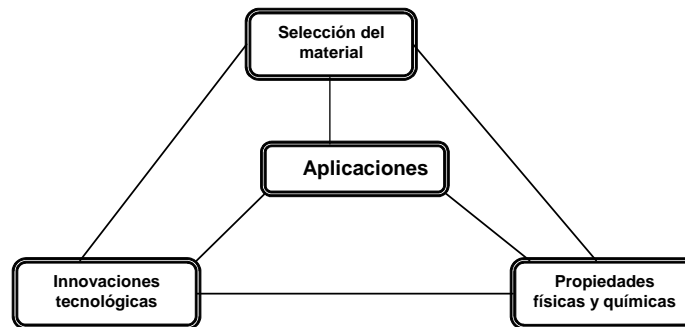 Selección del
material
Aplicaciones
Innovaciones
tecnológicas
Propiedades
físicas y químicas